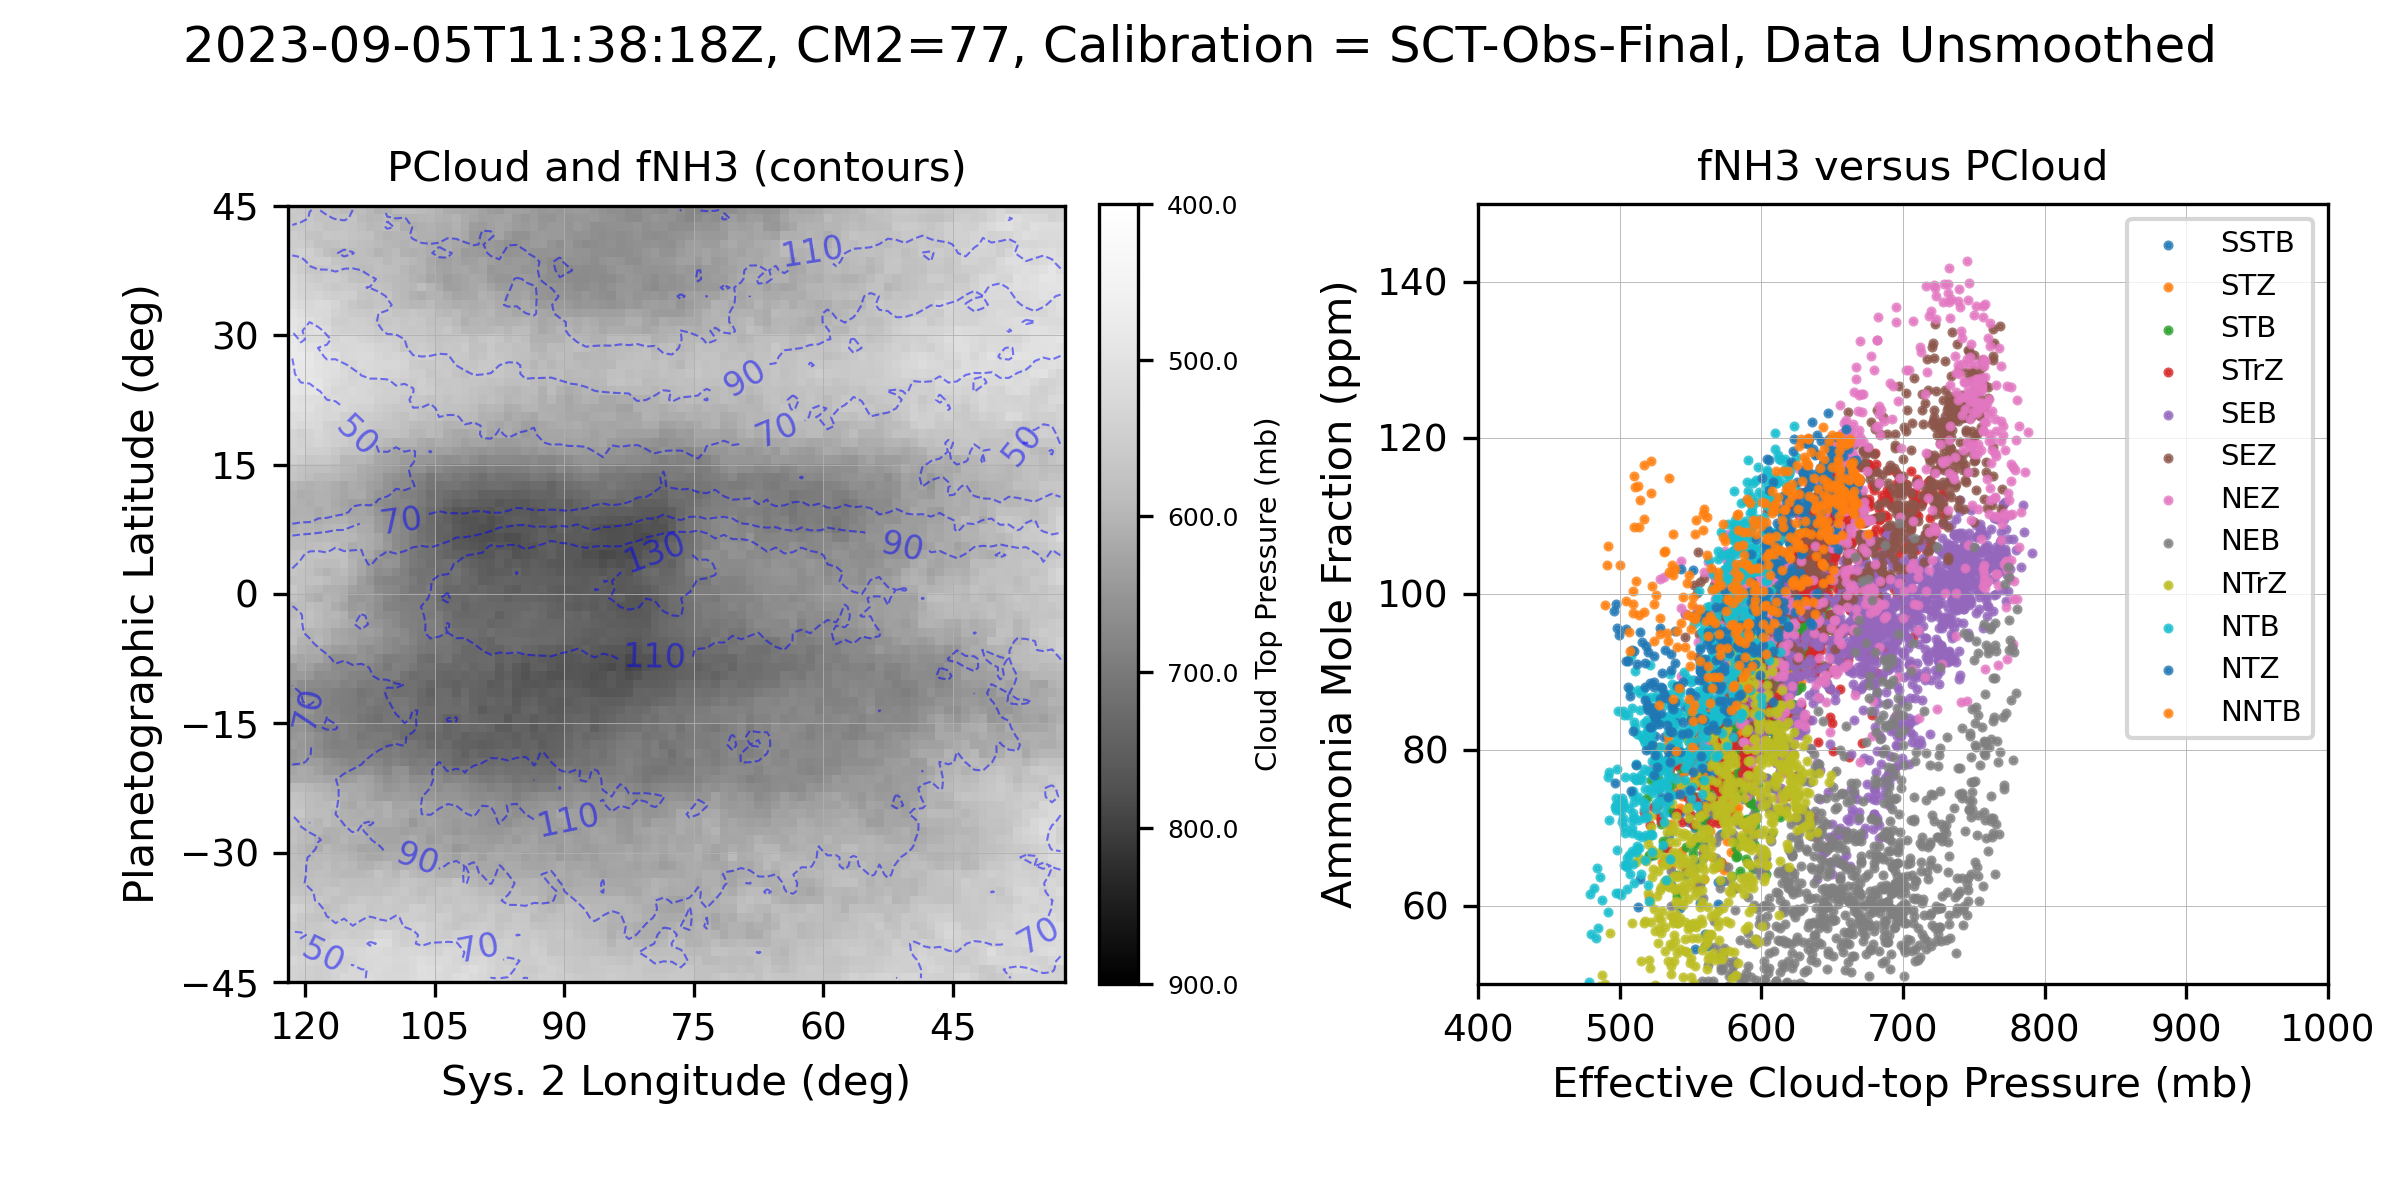 2023-09-05T11:38:18Z, CM2=77, Calibration = SCT-Obs-Final, Data Unsmoothed
PCloud and fNH3 (contours)
Planetographic Latitude (deg)
45
30
15
0
−15
−30
−45
120
105
90
75
60
45
Sys. 2 Longitude (deg)
110
90
70
50
50
70
90
130
110
70
110
90
50
70
70
400.0
500.0
600.0
700.0
800.0
900.0
Cloud Top Pressure (mb)
fNH3 versus PCloud
Ammonia Mole Fraction (ppm)
140
120
100
80
60
400
500
600
700
800
900
1000
Effective Cloud-top Pressure (mb)
SSTB
STZ
STB
STrZ
SEB
SEZ
NEZ
NEB
NTrZ
NTB
NTZ
NNTB